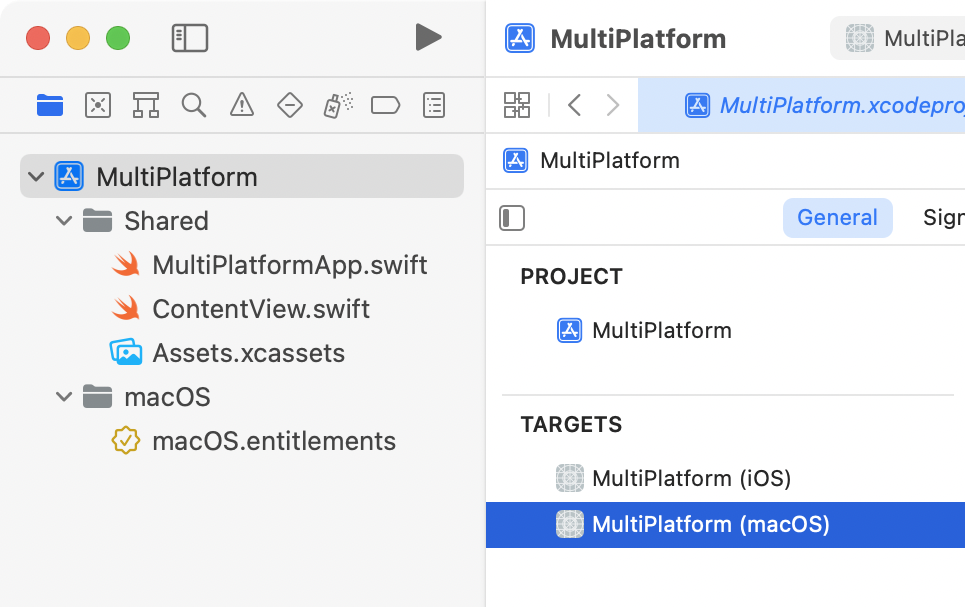 MultiPlatform
MultiPla
MultiPlatform.xcodepro
MultiPlatform
General
Sign
MultiPlatform
Shared
MultiPlatformApp.swift
ContentView.swift
Assets.xcassets
macOS
macOS.entitlements
PROJECT
MultiPlatform
TARGETS
MultiPlatform (iOS)
MultiPlatform (macOS)